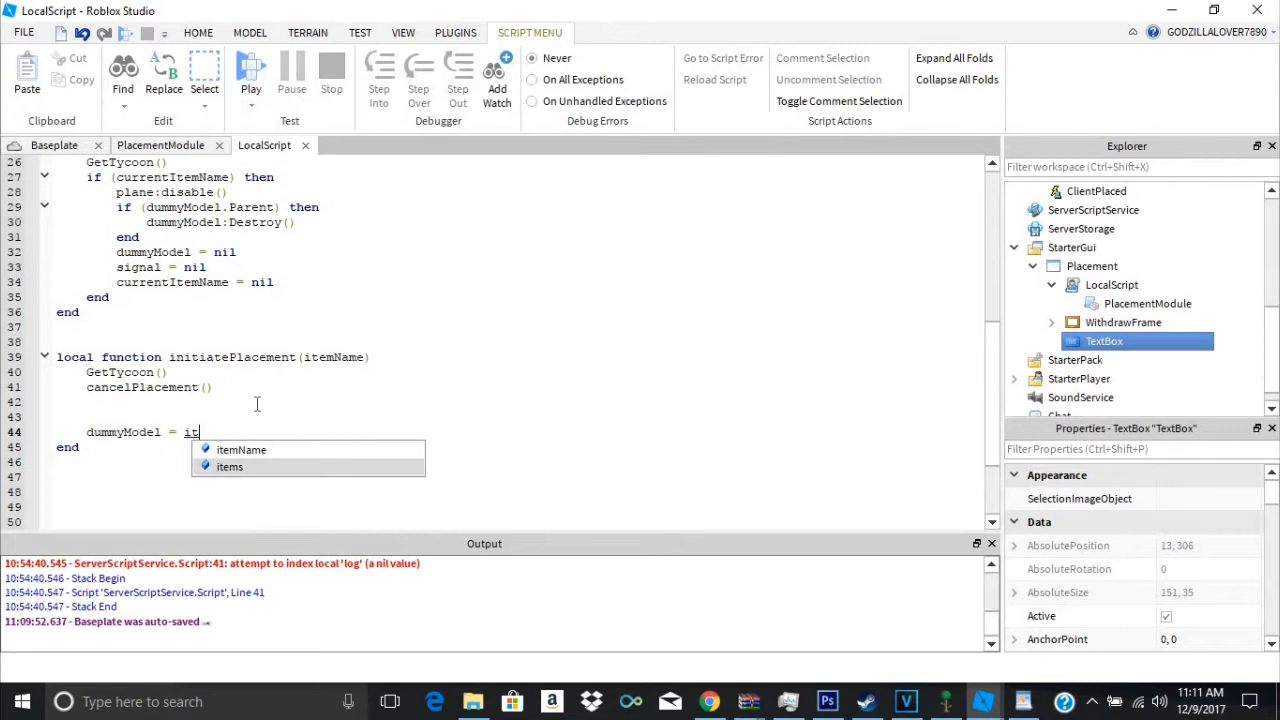 LocalScript - Roblox Studio
FILE HOME MODEL TERRAIN TEST VIEW PLUGINS SCRIPT MENU GODZILLALOVER7890
Paste Cut Copy Clipboard
Find Replace Select Edit
Play Pause Stop Test
Step Into Step Over Step Out Add Watch Debugger
Never
On All Exceptions
On Unhandled Exceptions
Debug Errors
Go to Script Error Comment Selection Expand All Folds
Reload Script Uncomment Selection Collapse All Folds
Toggle Comment Selection
Script Actions
Baseplate PlacementModule LocalScript
26 GetTycoon()
27 if (currentItemName) then
28 plane:disable()
29 if (dummyModel.Parent) then
30 dummyModel:Destroy()
31 end
32 dummyModel = nil
33 signal = nil
34 currentItemName = nil
35 end
36 end
37
38
39 local function initiatePlacement(itemName)
40 GetTycoon()
41 cancelPlacement()
42
43
44 dummyModel = it
45 end
46
47
48
49
50
itemName
items
Explorer
Filter workspace (Ctrl+Shift+X)
ClientPlaced
ServerScriptService
ServerStorage
StarterGui
Placement
LocalScript
PlacementModule
WithdrawFrame
TextBox
StarterPack
StarterPlayer
SoundService
Chat
Properties - TextBox "TextBox"
Filter Properties (Ctrl+Shift+P)
Appearance
SelectionImageObject
Data
AbsolutePosition 13, 306
AbsoluteRotation 0
AbsoluteSize 151, 35
Active
AnchorPoint 0, 0
Output
10:54:40.545 - ServerScriptService.Script:41: attempt to index local 'log' (a nil value)
10:54:40.546 - Stack Begin
10:54:40.547 - Script 'ServerScriptService.Script', Line 41
10:54:40.547 - Stack End
11:09:52.637 - Baseplate was auto-saved
Type here to search
11:11 AM
12/9/2017